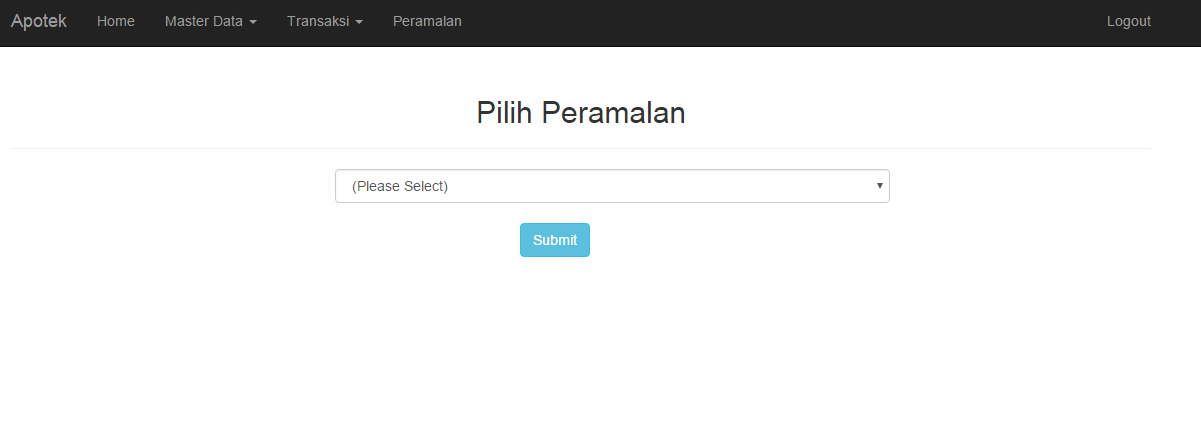 Apotek Home Master Data Transaksi Peramalan Logout
Pilih Peramalan
(Please Select)
Submit